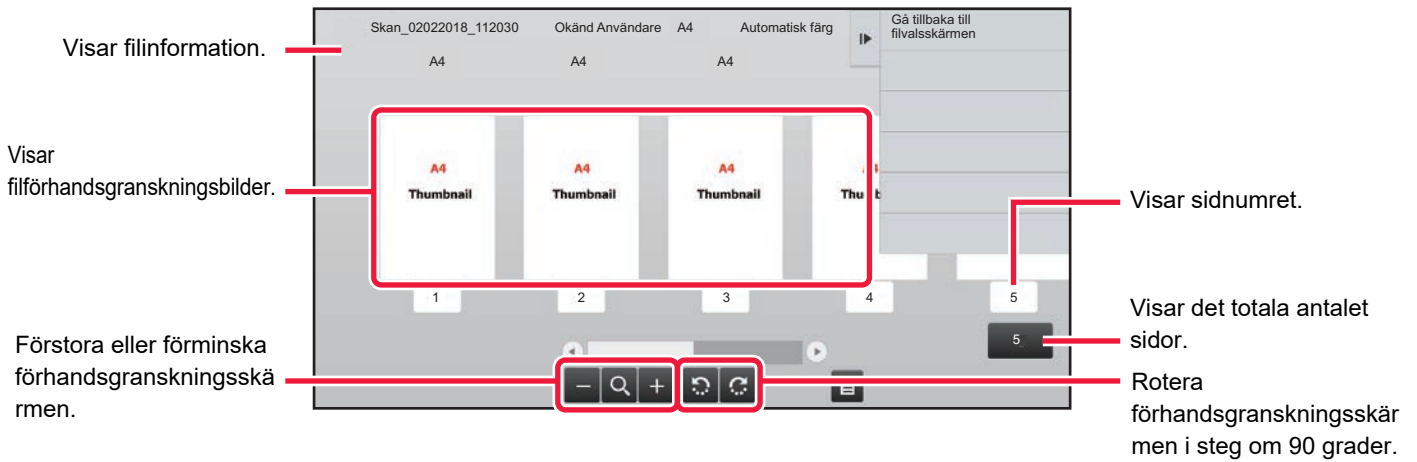 Skan_02022018_112030 Okänd Användare A4 Automatisk färg
Gå tillbaka till
filvalsskärmen
Visar filinformation.
A4 A4 A4
Visar
filförhandsgranskningsbilder.
A4 A4 A4
Thumbnail Thumbnail Thumbnail
Visar sidnumret.
1 2 3 4 5
Visar det totala antalet
sidor.
5
Förstora eller förminska
förhandsgranskningsskä
rmen.
Rotera
förhandsgranskningsskär
men i steg om 90 grader.